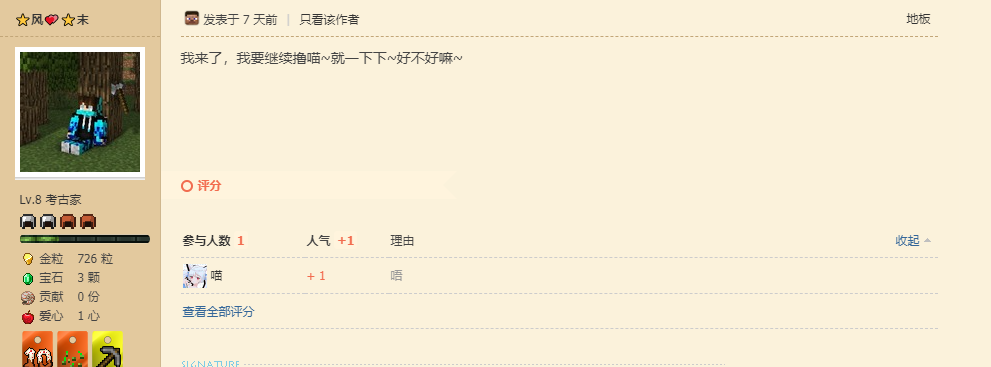 ⭐风💕⭐末
发表于 7 天前 | 只看该作者
地板
我来了，我要继续撸喵~就一下下~好不好嘛~
Lv.8 考古家
金粒 726 粒
宝石 3 颗
贡献 0 份
爱心 1 心
评分
参与人数 1 人气 +1 理由 收起
喵 + 1 唔
查看全部评分
SIGNATURE